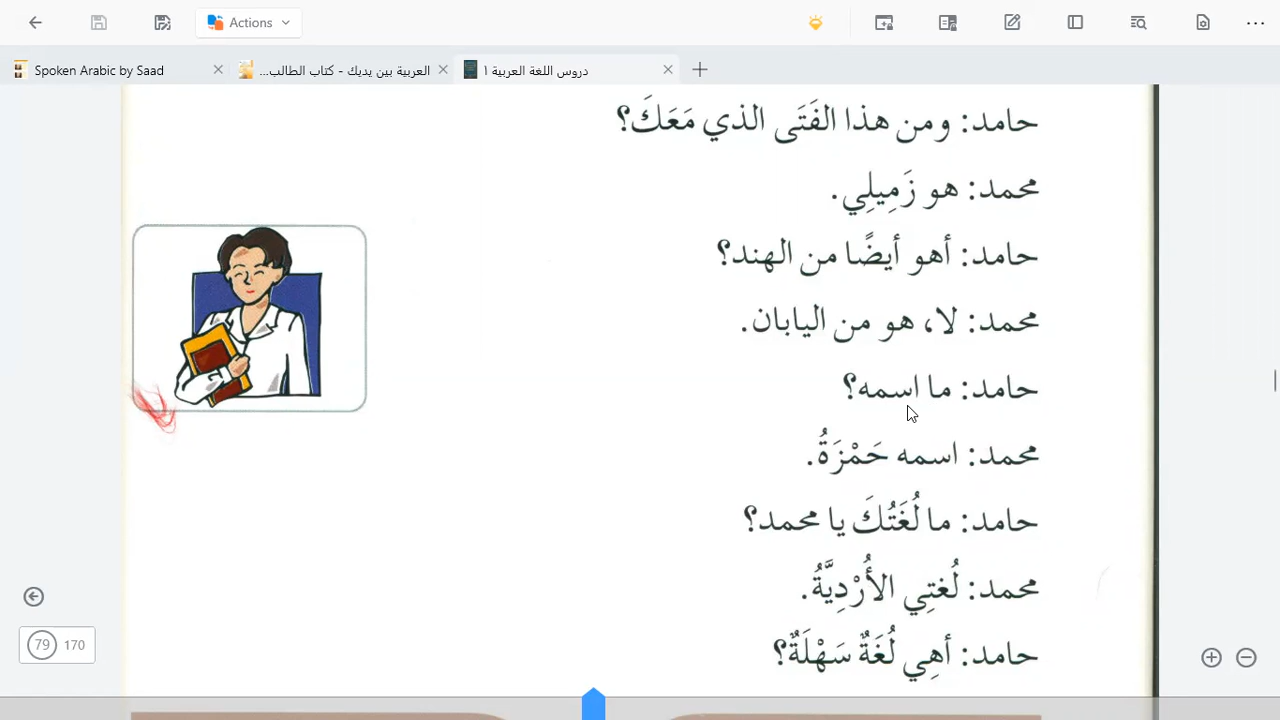 Actions
Spoken Arabic by Saad
العربية بين يديك - كتاب الطالب...
دروس اللغة العربية ١
حامد: ومن هذا الفَتَى الذي مَعَكَ؟
محمد: هو زَمِيلِي.
حامد: أهو أيضًا من الهند؟
محمد: لا، هو من اليابان.
حامد: ما اسمه؟
محمد: اسمه حَمْزَةُ.
حامد: ما لُغَتُكَ يا محمد؟
محمد: لُغتِي الأُرْدِيَّةُ.
حامد: أهِي لُغَةٌ سَهْلَةٌ؟
79 170